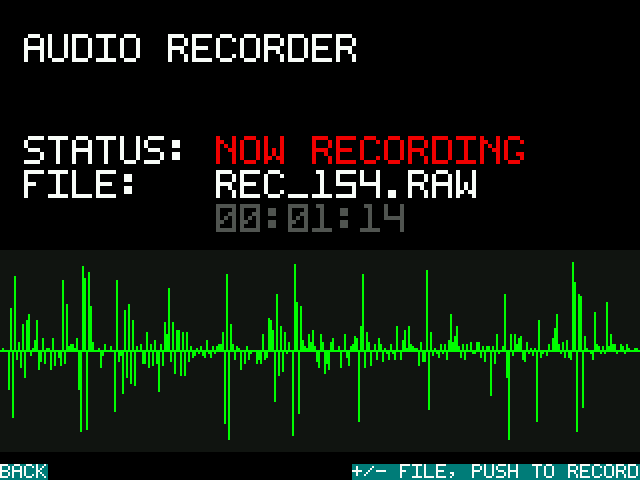 AUDIO RECORDER
STATUS: NOW RECORDING
FILE: REC_154.RAW
00:01:14
BACK
+/- FILE, PUSH TO RECORD